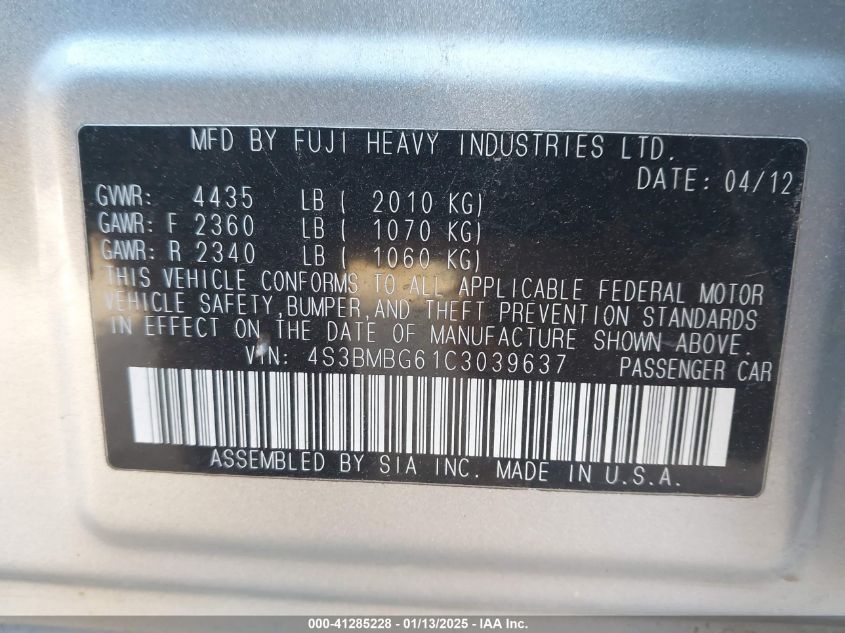 MFD BY FUJI HEAVY INDUSTRIES LTD.
DATE: 04/12
GVWR: 4435 LB ( 2010 KG)
GAWR: F 2360 LB ( 1070 KG)
GAWR: R 2340 LB ( 1060 KG)
THIS VEHICLE CONFORMS TO ALL APPLICABLE FEDERAL MOTOR
VEHICLE SAFETY, BUMPER, AND THEFT PREVENTION STANDARDS
IN EFFECT ON THE DATE OF MANUFACTURE SHOWN ABOVE.
VIN: 4S3BMBG61C3039637 PASSENGER CAR
ASSEMBLED BY SIA INC. MADE IN U.S.A.
000-41285228 - 01/13/2025 - IAA Inc.